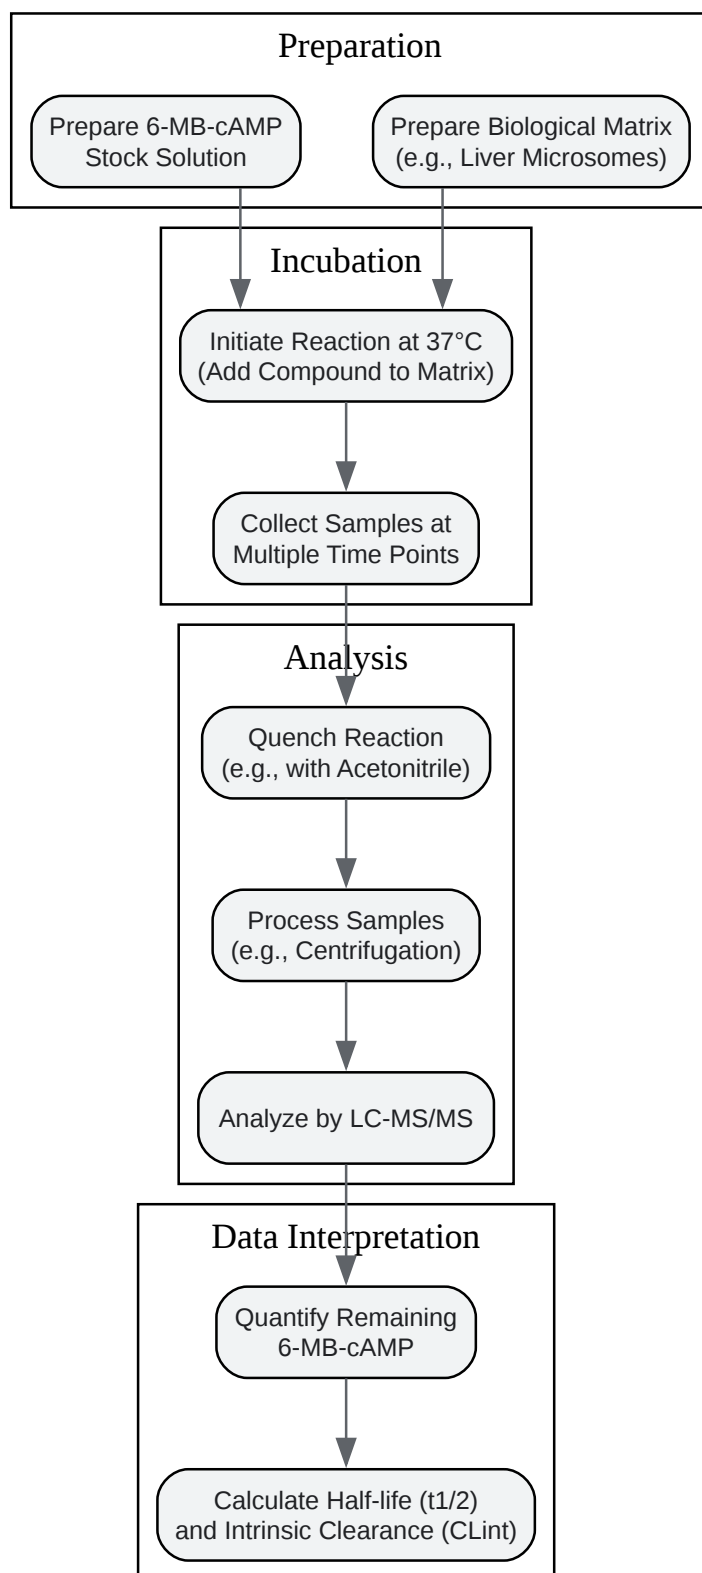 Preparation
Prepare 6-MB-cAMP
Stock Solution
Prepare Biological Matrix
(e.g., Liver Microsomes)
Incubation
Initiate Reaction at 37°C
(Add Compound to Matrix)
Collect Samples at
Multiple Time Points
Analysis
Quench Reaction
(e.g., with Acetonitrile)
Process Samples
(e.g., Centrifugation)
Analyze by LC-MS/MS
Data Interpretation
Quantify Remaining
6-MB-cAMP
Calculate Half-life (t1/2)
and Intrinsic Clearance (CLint)